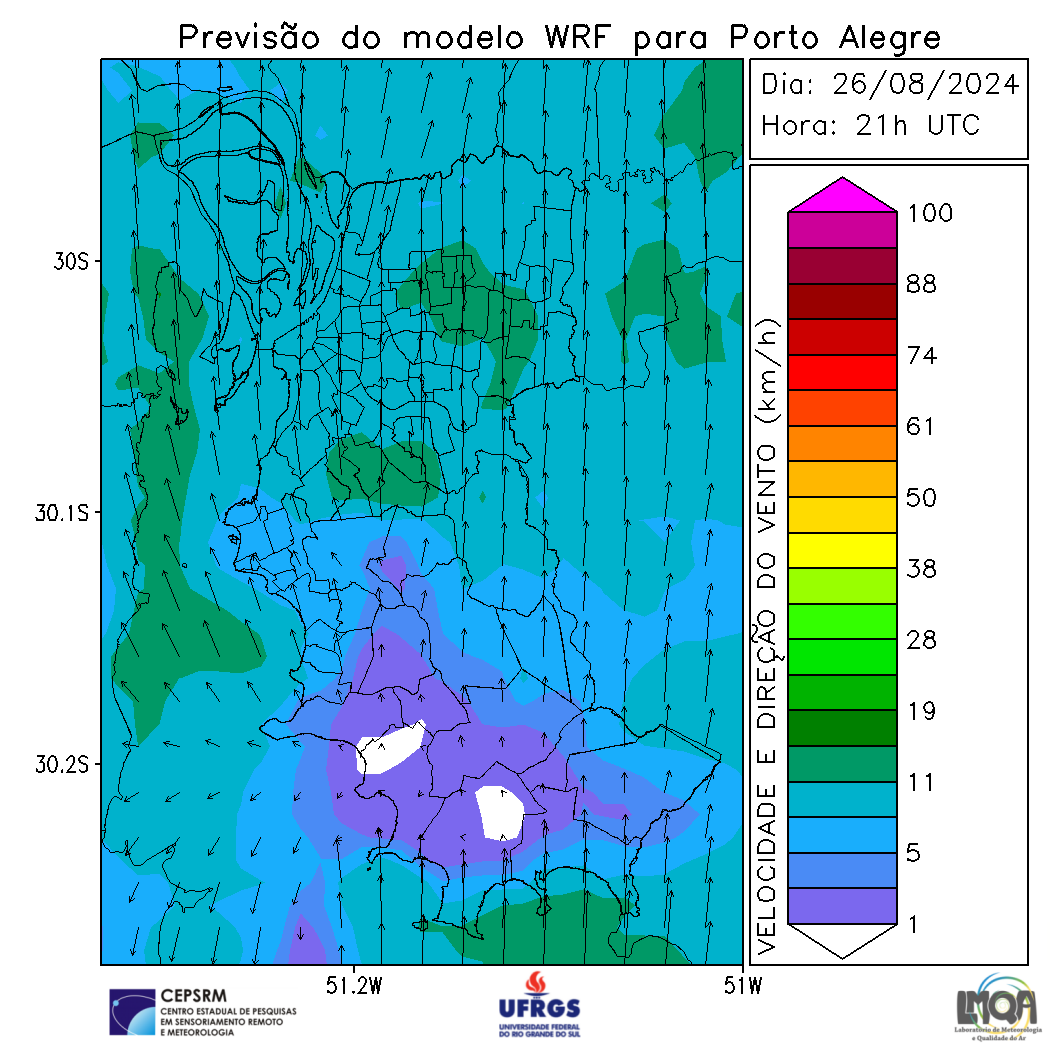 Previsão do modelo WRF para Porto Alegre
Dia: 26/08/2024
Hora: 21h UTC
30S
30.1S
30.2S
51.2W
51W
VELOCIDADE E DIREÇÃO DO VENTO (km/h)
100
88
74
61
50
38
28
19
11
5
1
CEPSRM
CENTRO ESTADUAL DE PESQUISAS
EM SENSORIAMENTO REMOTO
E METEOROLOGIA
UFRGS
UNIVERSIDADE FEDERAL
DO RIO GRANDE DO SUL
LMQA
Laboratório de Meteorologia
e Qualidade do Ar